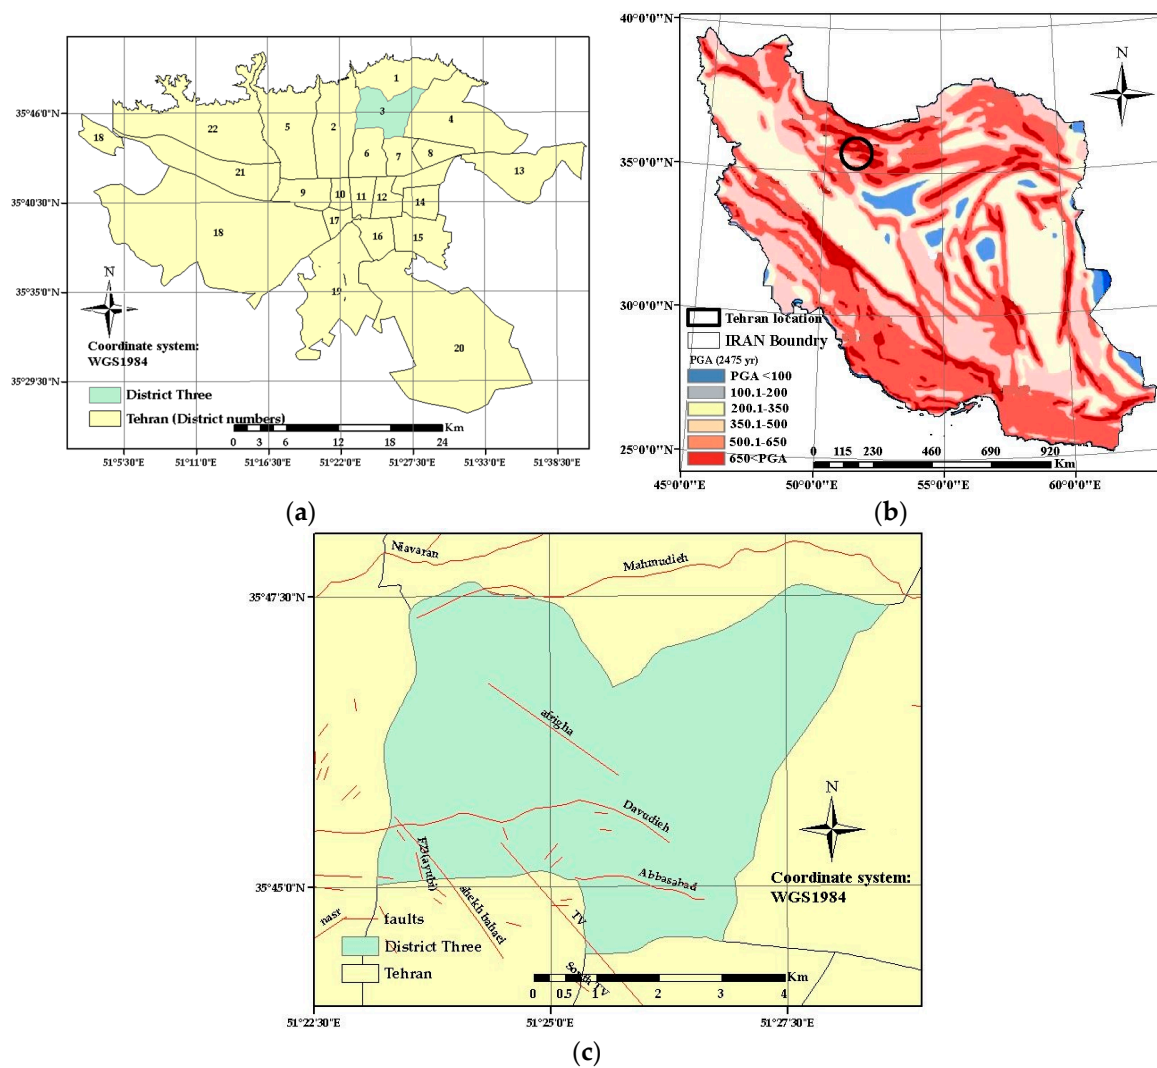 35°46'0"N
35°40'30"N
35°35'0"N
35°29'30"N
1
3
4
22
5
2
18
6
7
8
13
21
9
10
11
12
14
17
18
16
15
19
20
N
Coordinate system:
WGS1984
District Three
Tehran (District numbers)
Km
0 3 6 12 18 24
51°5'30"E 51°11'0"E 51°16'30"E 51°22'0"E 51°27'30"E 51°33'0"E 51°38'30"E
(a)
40°0'0"N
35°0'0"N
30°0'0"N
25°0'0"N
N
Tehran location
IRAN Boundry
PGA (2475 yr)
PGA <100
100.1-200
200.1-350
350.1-500
500.1-650
650<PGA
0 115 230 460 690 920
Km
45°0'0"E 50°0'0"E 55°0'0"E 60°0'0"E
(b)
Niavaran
Mahmudieh
35°47'30"N
afrigha
Davudieh
F23(ayubi)
shekh bahaei
Abbasabad
TV
South TV
nasr
35°45'0"N
N
Coordinate system:
WGS1984
faults
District Three
Tehran
Km
0 0.5 1 2 3 4
51°22'30"E 51°25'0"E 51°27'30"E
(c)